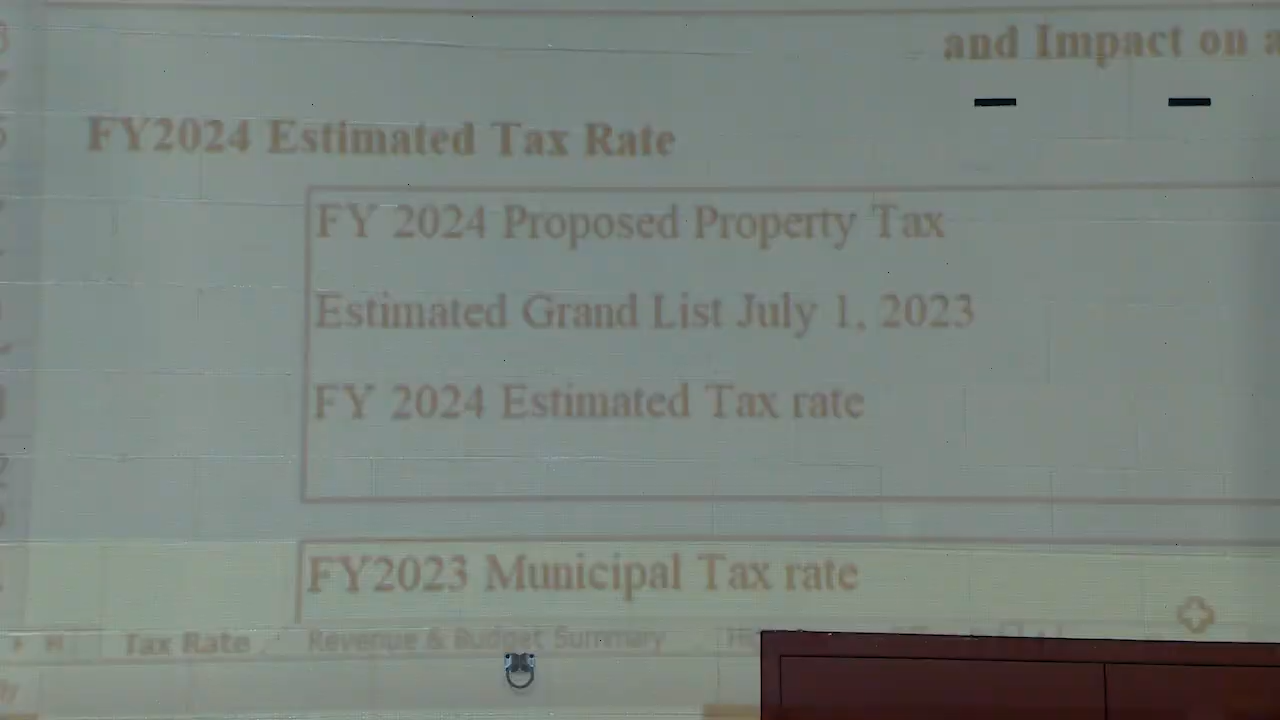 and Impact on a
FY2024 Estimated Tax Rate
FY 2024 Proposed Property Tax
Estimated Grand List July 1, 2023
FY 2024 Estimated Tax rate
FY2023 Municipal Tax rate
Tax Rate
Revenue & Budget Summary